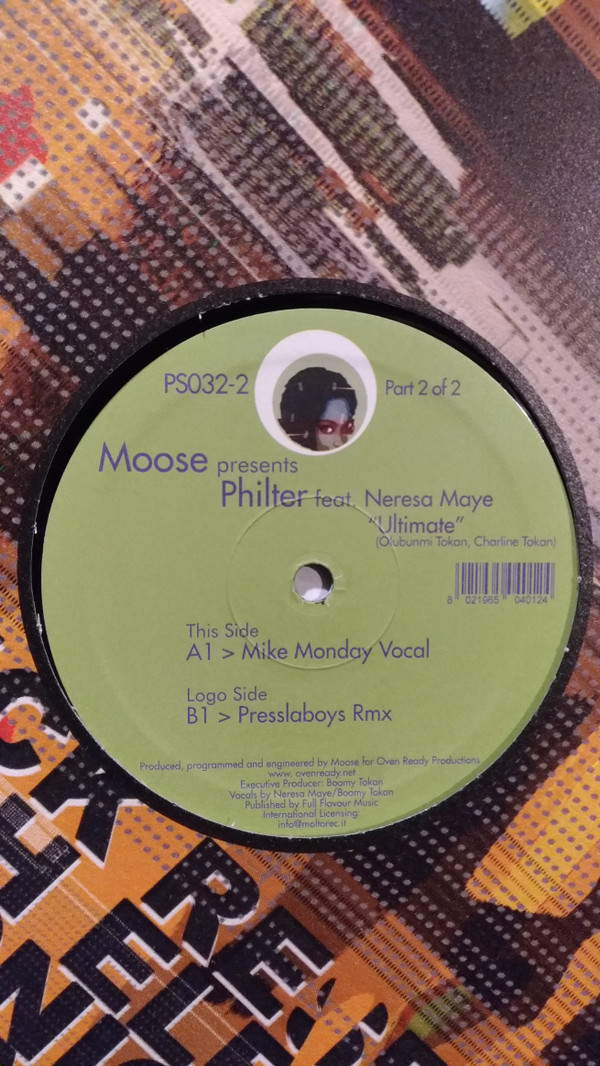 PS032-2
Part 2 of 2
Moose presents
Philter feat. Neresa Maye
"Ultimate"
(Olubunmi Tokan, Charline Tokan)
8 021965 040124
This Side
A1 > Mike Monday Vocal
Logo Side
B1 > Presslaboys Rmx
Produced, programmed and engineered by Moose for Oven Ready Productions
www. ovenready.net
Executive Producer: Boomy Tokan
Vocals by Neresa Maye/Boomy Tokan
Published by Full Flavour Music
International Licensing:
info@moltorec.it